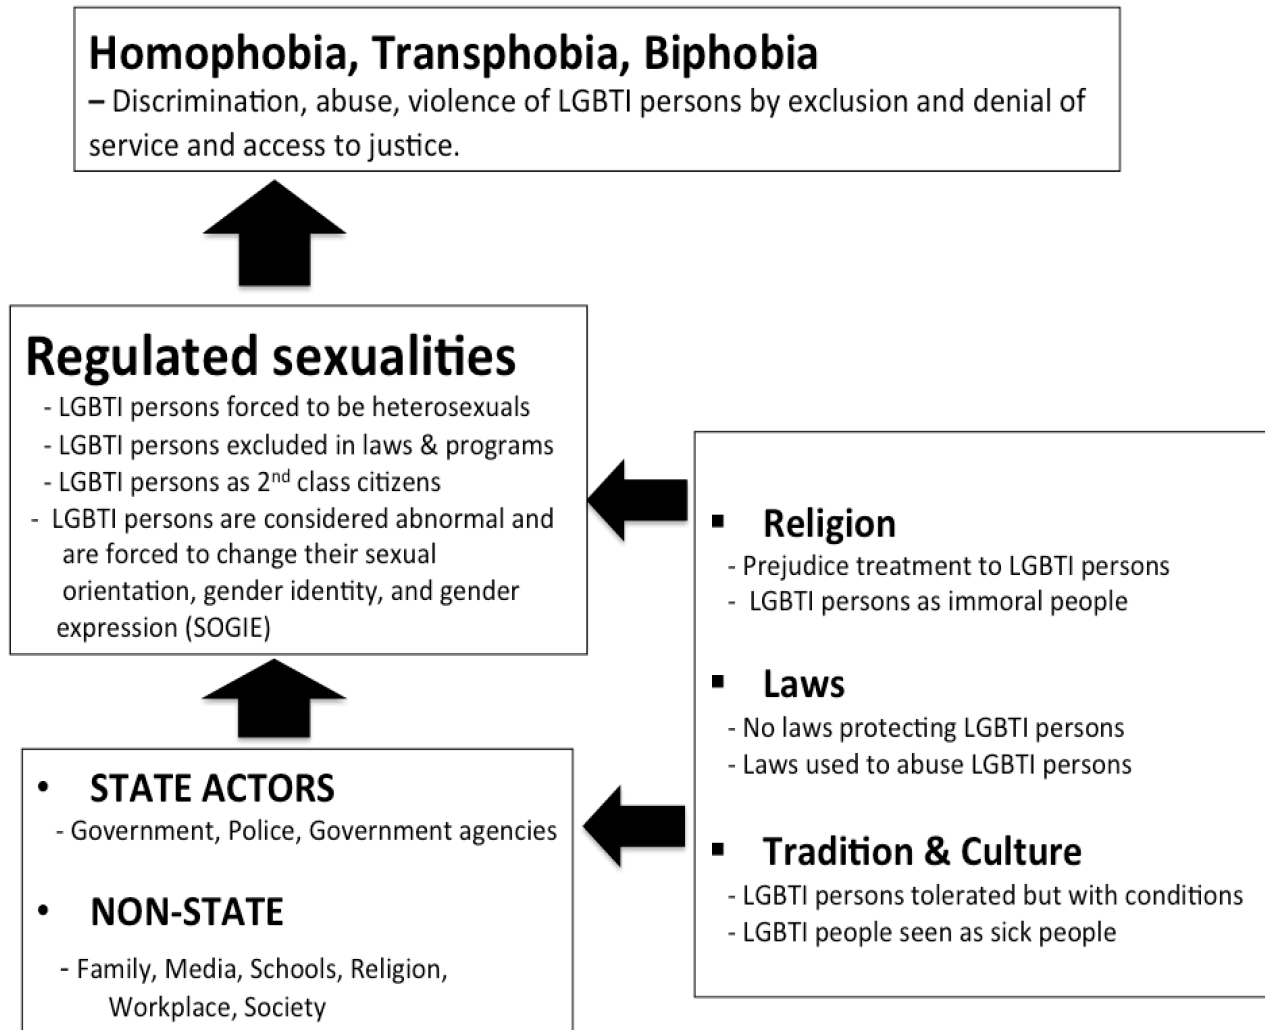 Homophobia, Transphobia, Biphobia
– Discrimination, abuse, violence of LGBTI persons by exclusion and denial of
service and access to justice.
Regulated sexualities
- LGBTI persons forced to be heterosexuals
- LGBTI persons excluded in laws & programs
- LGBTI persons as 2nd class citizens
- LGBTI persons are considered abnormal and
are forced to change their sexual
orientation, gender identity, and gender
expression (SOGIE)
▪ Religion
- Prejudice treatment to LGBTI persons
- LGBTI persons as immoral people
▪ Laws
- No laws protecting LGBTI persons
- Laws used to abuse LGBTI persons
▪ Tradition & Culture
- LGBTI persons tolerated but with conditions
- LGBTI people seen as sick people
• STATE ACTORS
- Government, Police, Government agencies
• NON-STATE
- Family, Media, Schools, Religion,
Workplace, Society